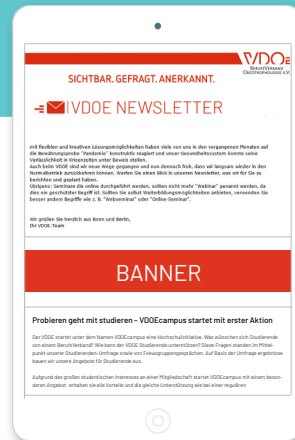 VDOe
BERUFSVERBAND
OECOTROPHOLOGIE E.V.
SICHTBAR. GEFRAGT. ANERKANNT.
VDOE NEWSLETTER
mit flexiblen und kreativen Lösungsmöglichkeiten haben viele von uns in den vergangenen Monaten auf
die Bewährungsprobe "Pandemie" konstruktiv reagiert und unser Gesundheitssystem konnte seine
Verlässlichkeit in Krisenzeiten unter Beweis stellen.
Auch beim VDOE sind wir neue Wege gegangen und nun dennoch froh, dass wir langsam wieder in den
Normalbetrieb zurückkehren können. Werfen Sie einen Blick in unseren Newsletter, was wir für Sie zu
berichten und geplant haben.
Übrigens: Seminare die online durchgeführt werden, sollten nicht mehr "Webinar" genannt werden, da
dies ein geschützter Begriff ist. Sollten Sie selbst Weiterbildungsmöglichkeiten anbieten, verwenden Sie
besser andere Begriffe wie z. B. "Webseminar" oder "Online-Seminar".
Wir grüßen Sie herzlich aus Bonn und Berlin,
Ihr VDOE-Team
BANNER
Probieren geht mit studieren – VDOEcampus startet mit erster Aktion
Der VDOE startet unter dem Namen VDOEcampus eine Hochschulinitiative. Was wünschen sich Studierende
von einem BerufsVerband? Wie kann der VDOE Studierende unterstützen? Diese Fragen standen im Mittel-
punkt unserer Studierenden-Umfrage sowie von Fokusgruppengesprächen. Auf Basis der Umfrage ergebnisse
bauen wir unsere Angebote für Studierende aus.
Aufgrund des großen studentischen Interesses an einer Mitgliedschaft startet VDOEcampus mit einem beson-
deren Angebot: erhalten sie alle Vorteile und die gleiche Unterstützung wie bei einer regulären